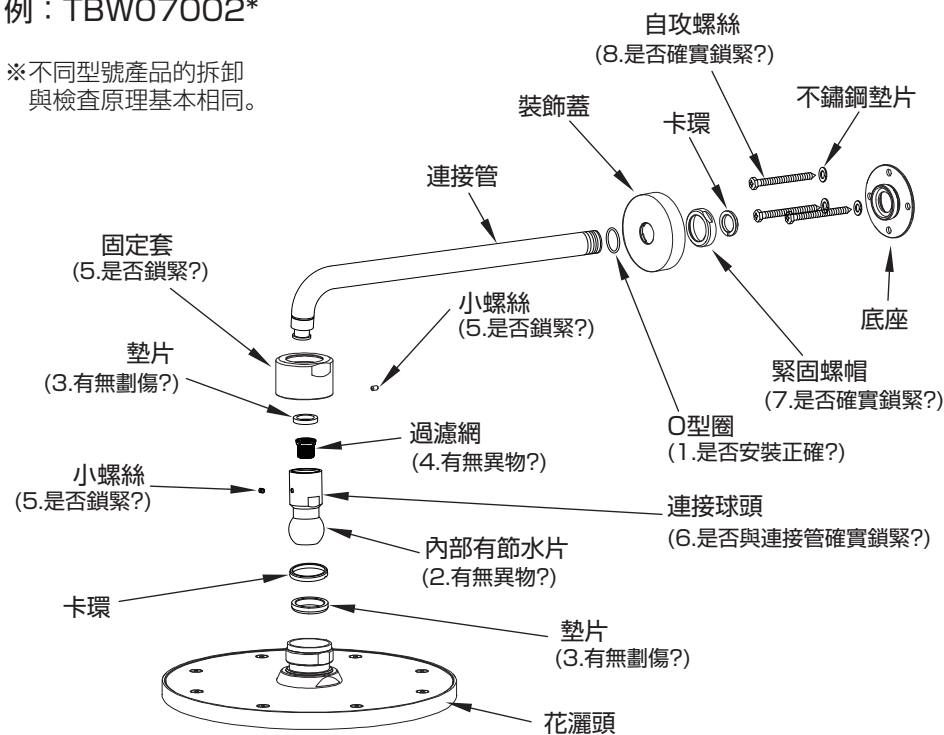 例：TBW07002*
※不同型號產品的拆卸
與檢查原理基本相同。
自攻螺絲
(8.是否確實鎖緊?)
不鏽鋼墊片
裝飾蓋
卡環
連接管
固定套
(5.是否鎖緊?)
小螺絲
(5.是否鎖緊?)
底座
墊片
(3.有無劃傷?)
緊固螺帽
(7.是否確實鎖緊?)
O型圈
(1.是否安裝正確?)
過濾網
(4.有無異物?)
小螺絲
(5.是否鎖緊?)
連接球頭
(6.是否與連接管確實鎖緊?)
內部有節水片
(2.有無異物?)
卡環
墊片
(3.有無劃傷?)
花灑頭